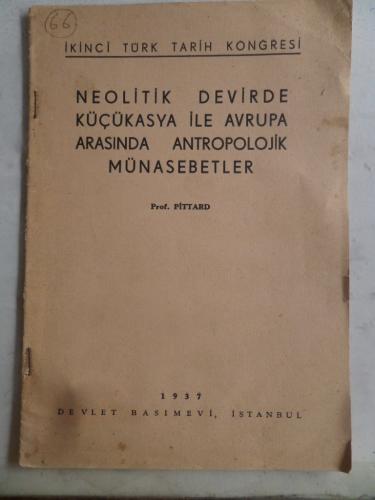 66
İKİNCİ TÜRK TARİH KONGRESİ
NEOLİTİK DEVİRDE
KÜÇÜKASYA İLE AVRUPA
ARASINDA ANTROPOLOJİK
MÜNASEBETLER
Prof. PİTTARD
1937
DEVLET BASIMEVİ, İSTANBUL